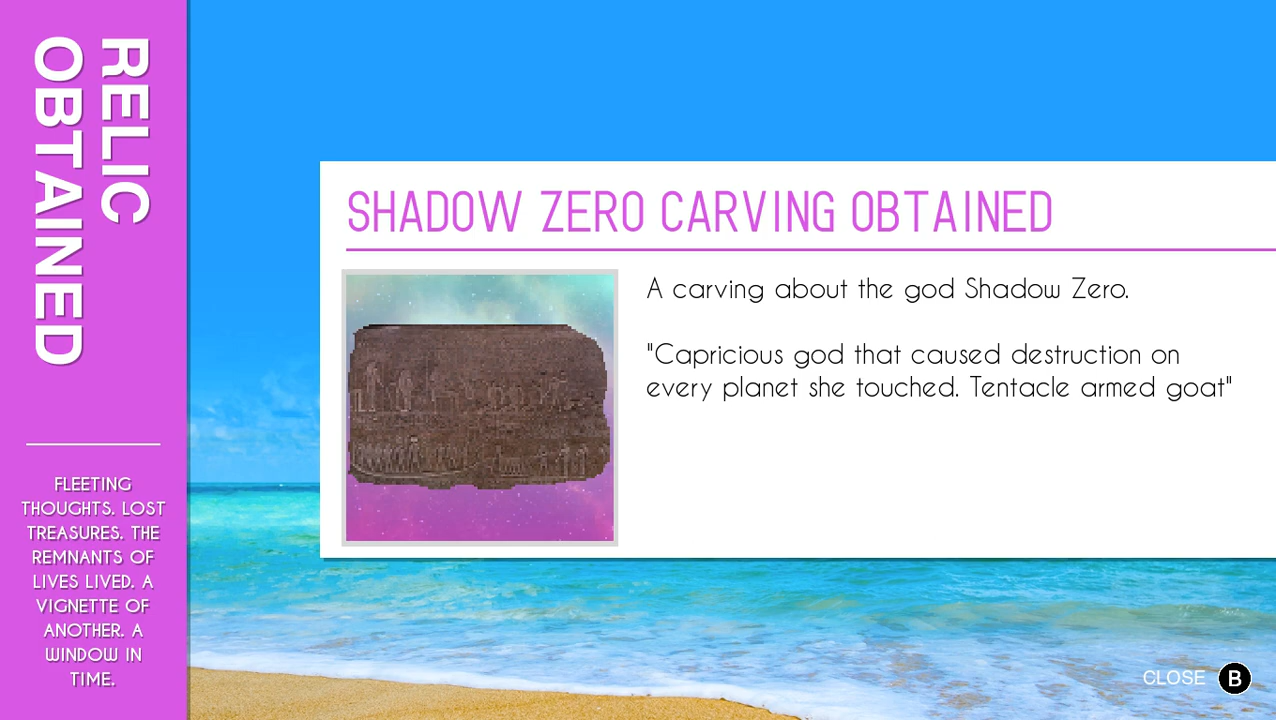 RELIC
OBTAINED
FLEETING
THOUGHTS. LOST
TREASURES. THE
REMNANTS OF
LIVES LIVED. A
VIGNETTE OF
ANOTHER. A
WINDOW IN
TIME.
SHADOW ZERO CARVING OBTAINED
A carving about the god Shadow Zero.
"Capricious god that caused destruction on
every planet she touched. Tentacle armed goat"
CLOSE B